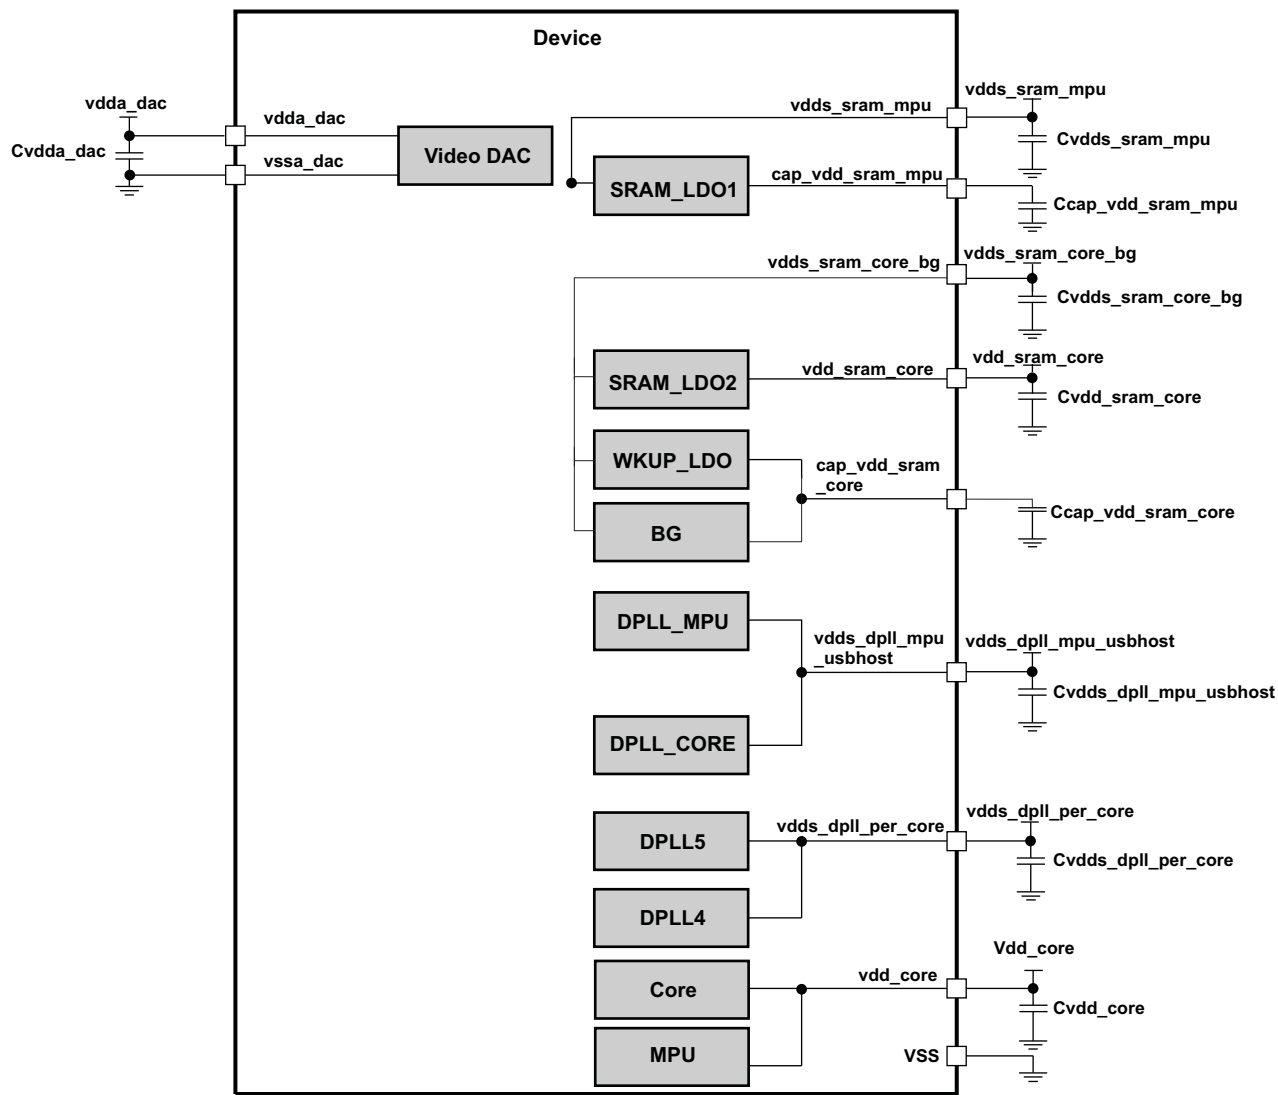 Device
vdda_dac
vdda_dac
Cvdda_dac
vssa_dac
Video DAC
vdds_sram_mpu
vdds_sram_mpu
Cvdds_sram_mpu
SRAM_LDO1
cap_vdd_sram_mpu
Ccap_vdd_sram_mpu
vdds_sram_core_bg
vdds_sram_core_bg
Cvdds_sram_core_bg
SRAM_LDO2
vdd_sram_core
vdd_sram_core
Cvdd_sram_core
WKUP_LDO
cap_vdd_sram
_core
Ccap_vdd_sram_core
BG
DPLL_MPU
vdds_dpll_mpu
_usbhost
vdds_dpll_mpu_usbhost
Cvdds_dpll_mpu_usbhost
DPLL_CORE
DPLL5
vdds_dpll_per_core
vdds_dpll_per_core
Cvdds_dpll_per_core
DPLL4
Core
vdd_core
Vdd_core
Cvdd_core
MPU
VSS